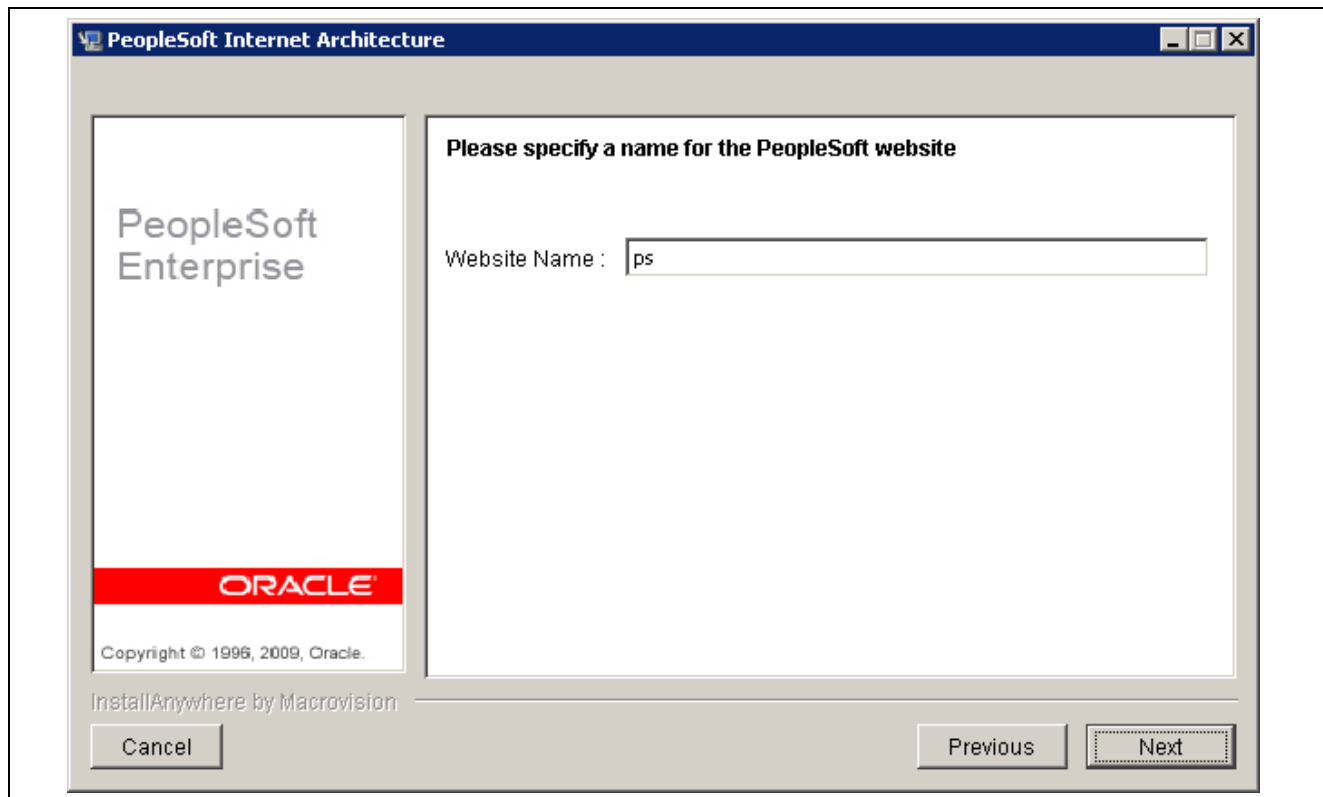 PeopleSoft Internet Architecture
Please specify a name for the PeopleSoft website
PeopleSoft
Enterprise
Website Name :
ps
ORACLE
Copyright © 1996, 2009, Oracle.
InstallAnywhere by Macrovision
Cancel
Previous
Next